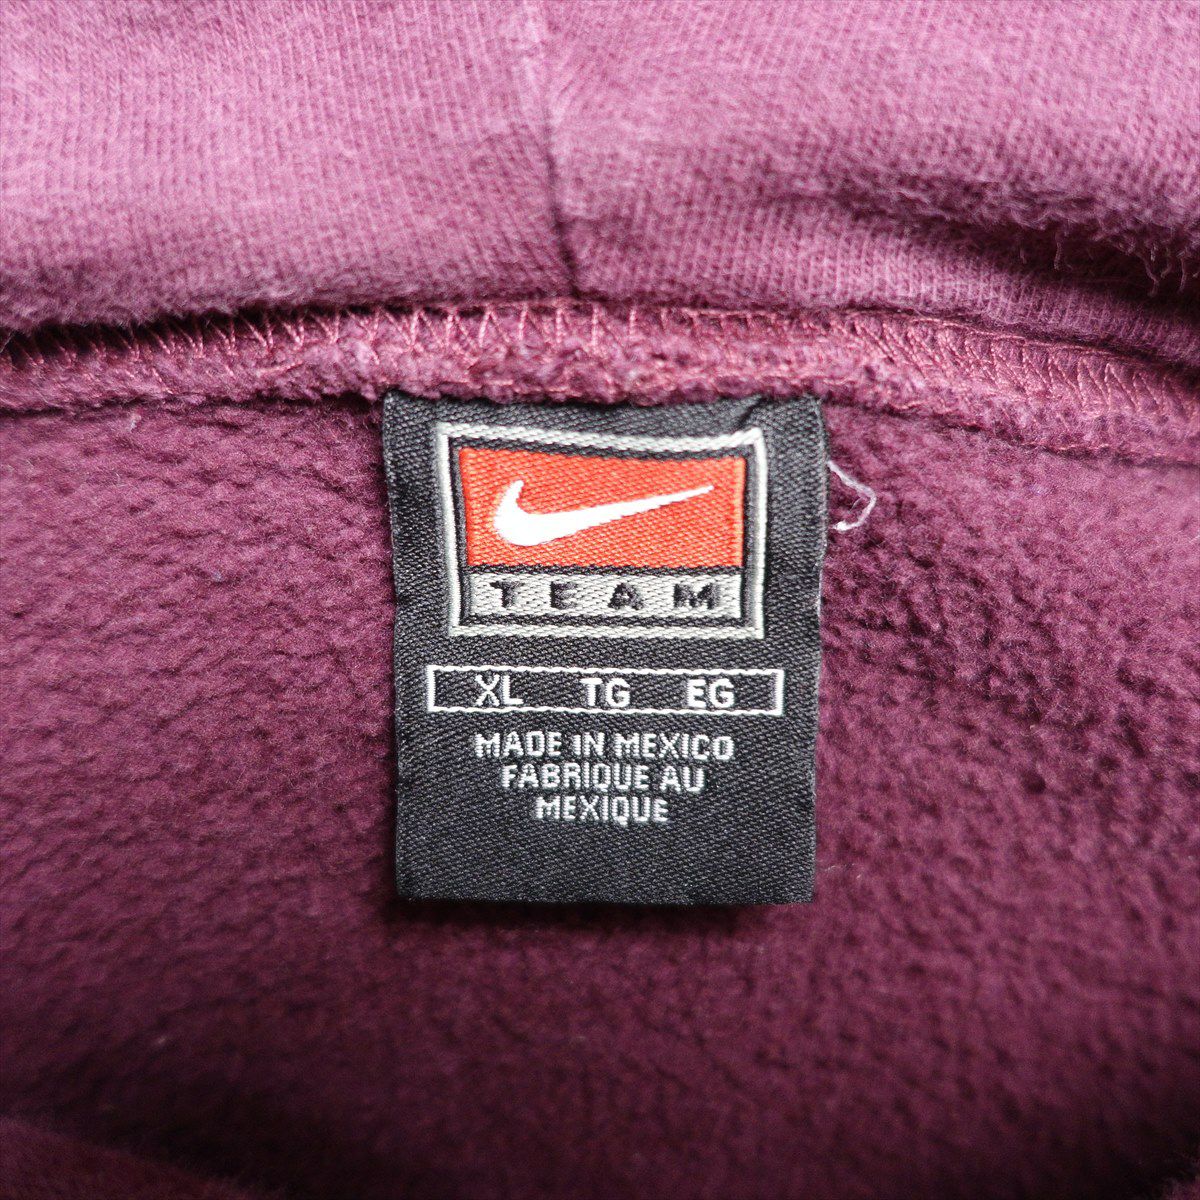 TEAM
XL TG EG
MADE IN MEXICO
FABRIQUE AU
MEXIQUE